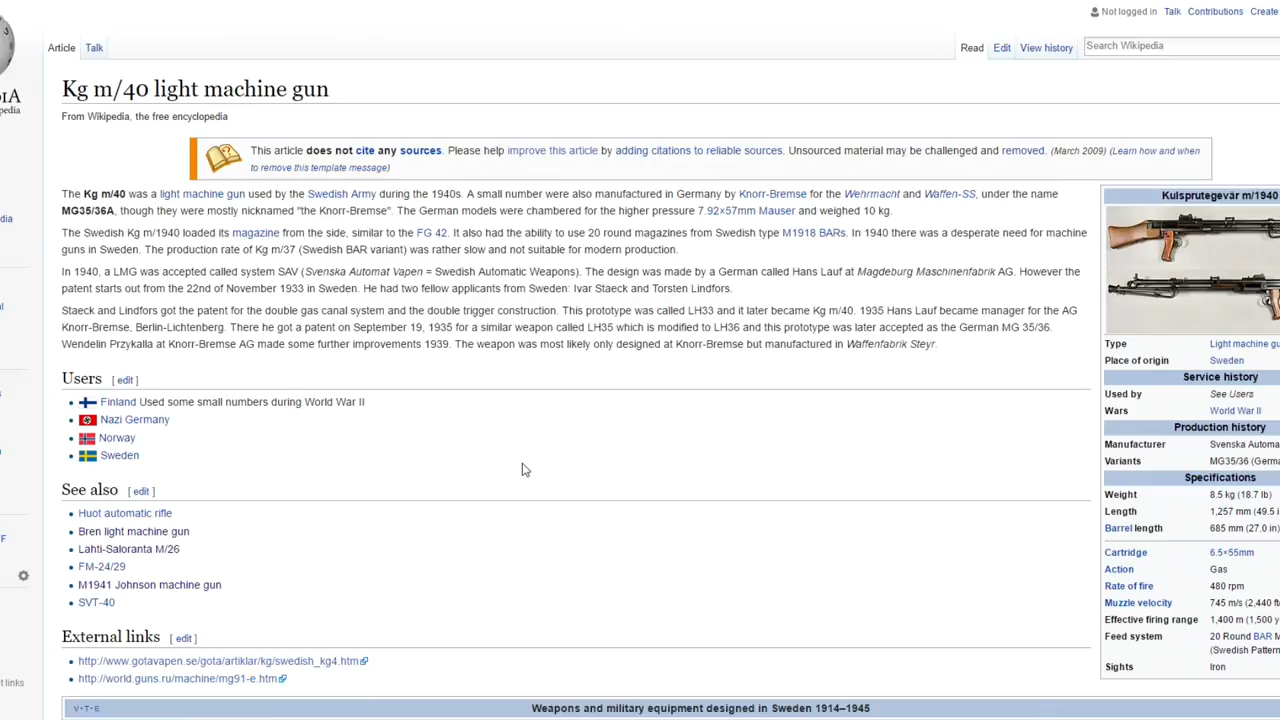 Not logged in Talk Contributions Create
Article Talk Read Edit View history Search Wikipedia
Kg m/40 light machine gun
From Wikipedia, the free encyclopedia
This article does not cite any sources. Please help improve this article by adding citations to reliable sources. Unsourced material may be challenged and removed. (March 2009) (Learn how and when
to remove this template message)
The Kg m/40 was a light machine gun used by the Swedish Army during the 1940s. A small number were also manufactured in Germany by Knorr-Bremse for the Wehrmacht and Waffen-SS, under the name
MG35/36A, though they were mostly nicknamed "the Knorr-Bremse". The German models were chambered for the higher pressure 7.92×57mm Mauser and weighed 10 kg.
The Swedish Kg m/1940 loaded its magazine from the side, similar to the FG 42. It also had the ability to use 20 round magazines from Swedish type M1918 BARs. In 1940 there was a desperate need for machine
guns in Sweden. The production rate of Kg m/37 (Swedish BAR variant) was rather slow and not suitable for modern production.
In 1940, a LMG was accepted called system SAV (Svenska Automat Vapen = Swedish Automatic Weapons). The design was made by a German called Hans Lauf at Magdeburg Maschinenfabrik AG. However the
patent starts out from the 22nd of November 1933 in Sweden. He had two fellow applicants from Sweden: Ivar Staeck and Torsten Lindfors.
Staeck and Lindfors got the patent for the double gas canal system and the double trigger construction. This prototype was called LH33 and it later became Kg m/40. 1935 Hans Lauf became manager for the AG
Knorr-Bremse, Berlin-Lichtenberg. There he got a patent on September 19, 1935 for a similar weapon called LH35 which is modified to LH36 and this prototype was later accepted as the German MG 35/36.
Wendelin Przykalla at Knorr-Bremse AG made some further improvements 1939. The weapon was most likely only designed at Knorr-Bremse but manufactured in Waffenfabrik Steyr.
Users [ edit ]
Finland Used some small numbers during World War II
Nazi Germany
Norway
Sweden
See also [ edit ]
Huot automatic rifle
Bren light machine gun
Lahti-Saloranta M/26
FM-24/29
M1941 Johnson machine gun
SVT-40
External links [ edit ]
http://www.gotavapen.se/gota/artiklar/kg/swedish_kg4.htm
http://world.guns.ru/machine/mg91-e.htm
V·T·E Weapons and military equipment designed in Sweden 1914–1945
Kulsprutegevär m/1940
Type Light machine gu
Place of origin Sweden
Service history
Used by See Users
Wars World War II
Production history
Manufacturer Svenska Automa
Variants MG35/36 (Germa
Specifications
Weight 8.5 kg (18.7 lb)
Length 1,257 mm (49.5 i
Barrel length 685 mm (27.0 in)
Cartridge 6.5×55mm
Action Gas
Rate of fire 480 rpm
Muzzle velocity 745 m/s (2,440 ft
Effective firing range 1,400 m (1,500 y
Feed system 20 Round BAR M
(Swedish Pattern
Sights Iron
pedia
dia
t links